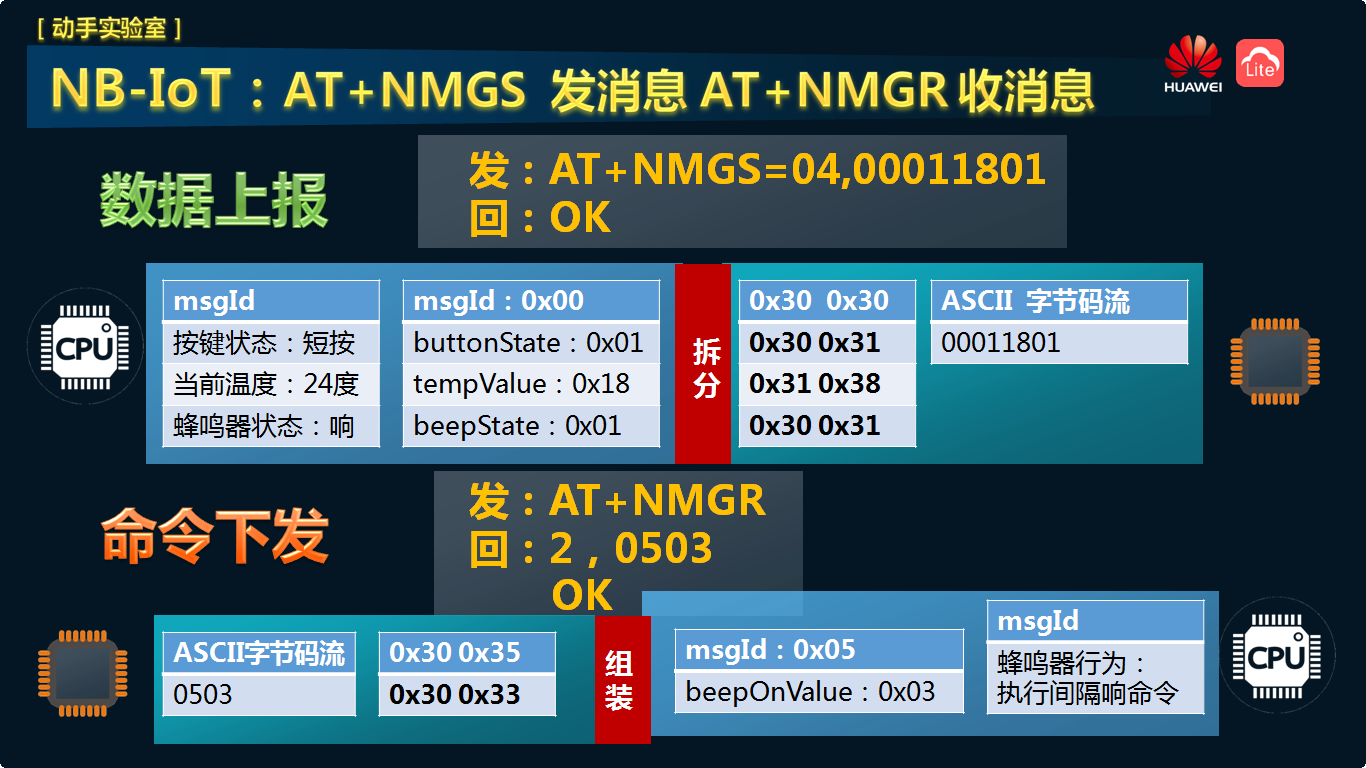 [ 动手实验室 ]
NB-IoT：AT+NMGS 发消息 AT+NMGR 收消息
HUAWEI
Lite
数据上报
发：AT+NMGS=04,00011801
回：OK
CPU
msgId
按键状态：短按
当前温度：24度
蜂鸣器状态：响
msgId：0x00
buttonState：0x01
tempValue：0x18
beepState：0x01
拆
分
0x30 0x30
0x30 0x31
0x31 0x38
0x30 0x31
ASCII 字节码流
00011801
命令下发
发：AT+NMGR
回：2，0503
OK
ASCII字节码流
0503
0x30 0x35
0x30 0x33
组
装
msgId：0x05
beepOnValue：0x03
msgId
蜂鸣器行为：
执行间隔响命令
CPU